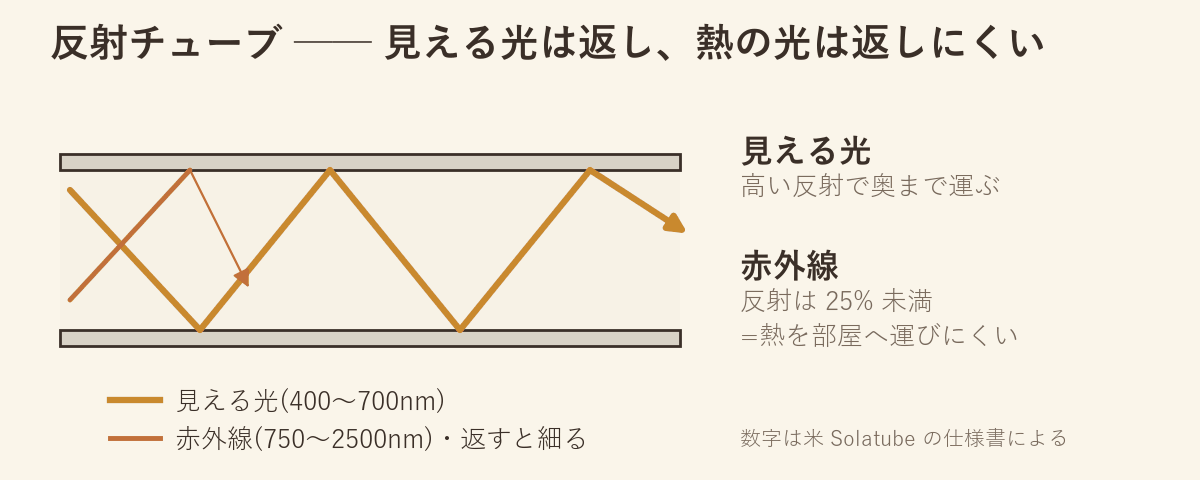 反射チューブ ―― 見える光は返し、熱の光は返しにくい
見える光
高い反射で奥まで運ぶ
赤外線
反射は 25% 未満
=熱を部屋へ運びにくい
見える光(400〜700nm)
赤外線(750〜2500nm)・返すと細る
数字は米 Solatube の仕様書による